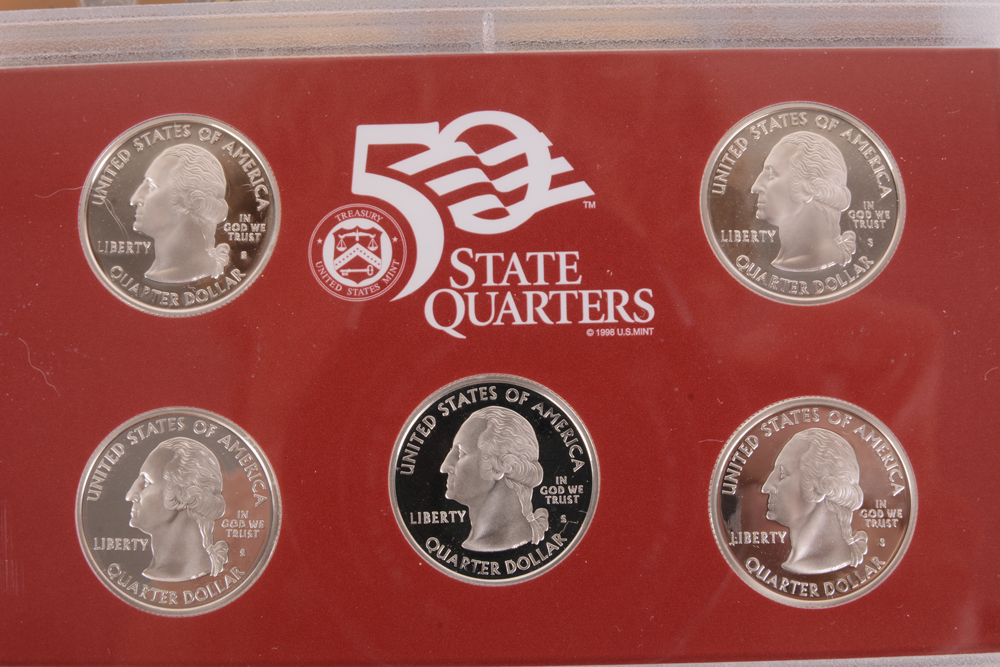 UNITED STATES OF AMERICA
IN
GOD WE
TRUST
LIBERTY
S
QUARTER DOLLAR
50
TM
TREASURY
UNITED STATES MINT
STATE
QUARTERS
© 1998 U.S.MINT
UNITED STATES OF AMERICA
IN
GOD WE
TRUST
LIBERTY
S
QUARTER DOLLAR
UNITED STATES OF AMERICA
IN
GOD WE
TRUST
LIBERTY
S
QUARTER DOLLAR
UNITED STATES OF AMERICA
IN
GOD WE
TRUST
LIBERTY
S
QUARTER DOLLAR
UNITED STATES OF AMERICA
IN
GOD WE
TRUST
LIBERTY
S
QUARTER DOLLAR